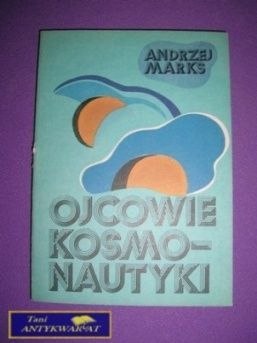 ANDRZEJ
MARKS
OJCOWIE
KOSMO-
NAUTYKI
Tani
ANTYKWARIAT